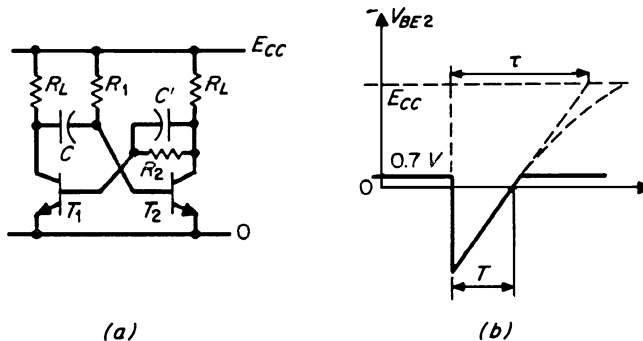 E_CC
R_L
R_1
C'
R_L
C
R_2
T_1
T_2
0
(a)
V_BE2
τ
E_CC
0.7 V
0
T
(b)